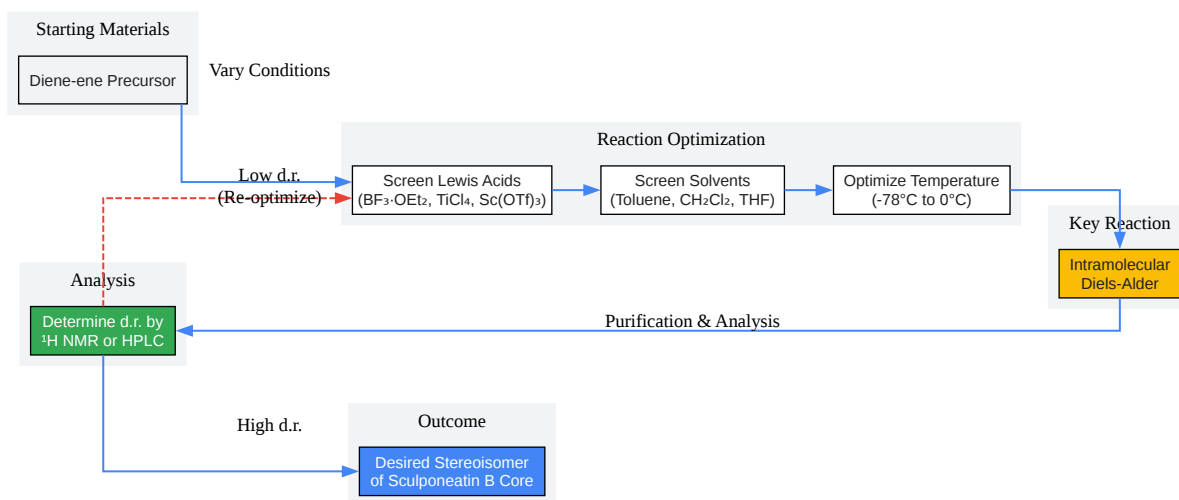 Starting Materials
Diene-ene Precursor
Vary Conditions
Reaction Optimization
Low d.r.
(Re-optimize)
Screen Lewis Acids
(BF₃·OEt₂, TiCl₄, Sc(OTf)₃)
Screen Solvents
(Toluene, CH₂Cl₂, THF)
Optimize Temperature
(-78°C to 0°C)
Key Reaction
Intramolecular
Diels-Alder
Analysis
Determine d.r. by
¹H NMR or HPLC
Purification & Analysis
High d.r.
Outcome
Desired Stereoisomer
of Sculponeatin B Core